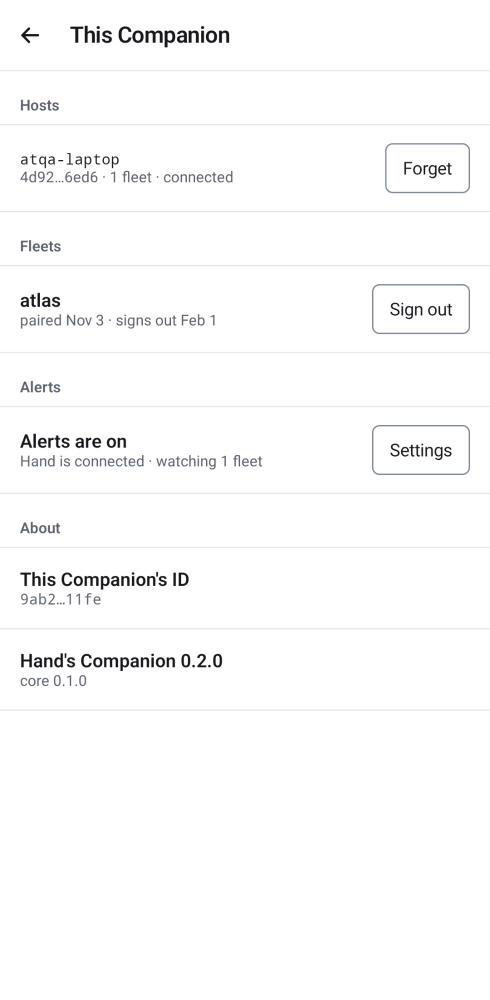 This Companion
Hosts
atqa-laptop
4d92…6ed6 · 1 fleet · connected
Forget
Fleets
atlas
paired Nov 3 · signs out Feb 1
Sign out
Alerts
Alerts are on
Hand is connected · watching 1 fleet
Settings
About
This Companion's ID
9ab2…11fe
Hand's Companion 0.2.0
core 0.1.0